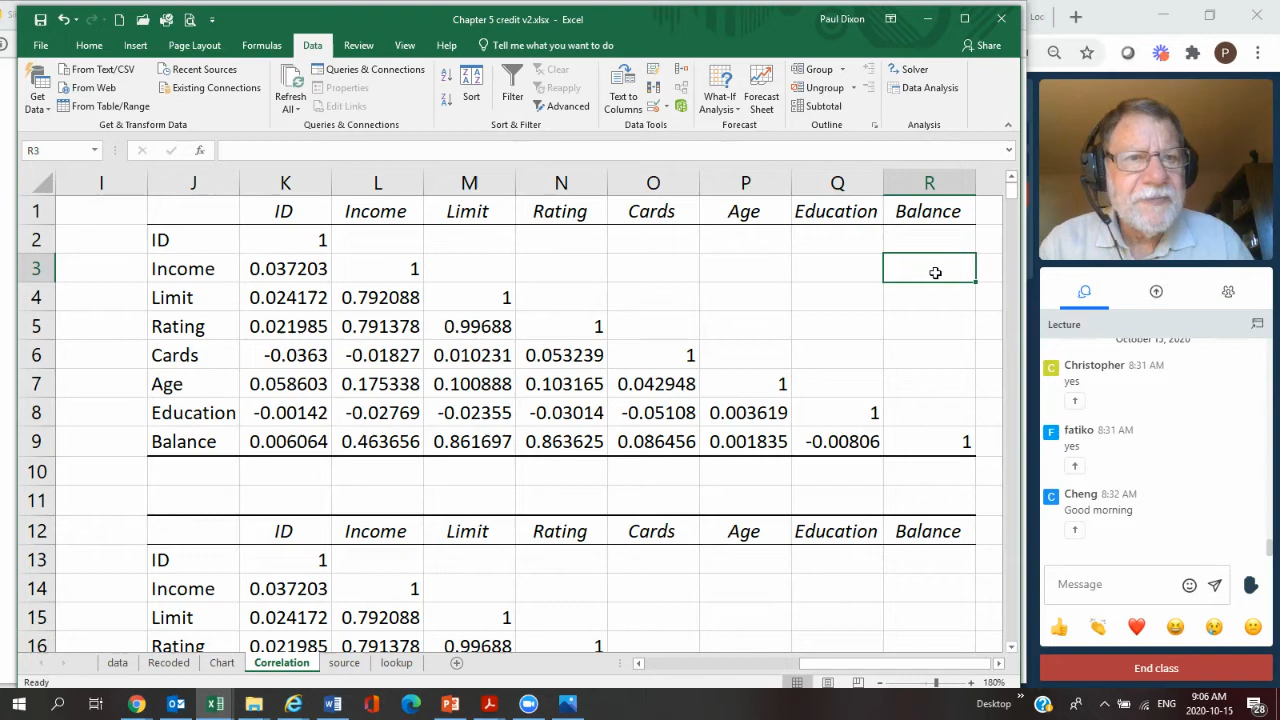 Chapter 5 credit v2.xlsx - Excel
Paul Dixon
File Home Insert Page Layout Formulas Data Review View Help Tell me what you want to do Share
Get Data
From Text/CSV
From Web
From Table/Range
Recent Sources
Existing Connections
Get & Transform Data
Refresh All
Queries & Connections
Properties
Edit Links
Queries & Connections
Sort
Filter
Clear
Reapply
Advanced
Sort & Filter
Text to Columns
Data Tools
What-If Analysis
Forecast Sheet
Forecast
Group
Ungroup
Subtotal
Outline
Solver
Data Analysis
Analysis
R3
fx
I J K L M N O P Q R
1 ID Income Limit Rating Cards Age Education Balance
2 ID 1
3 Income 0.037203 1
4 Limit 0.024172 0.792088 1
5 Rating 0.021985 0.791378 0.99688 1
6 Cards -0.0363 -0.01827 0.010231 0.053239 1
7 Age 0.058603 0.175338 0.100888 0.103165 0.042948 1
8 Education -0.00142 -0.02769 -0.02355 -0.03014 -0.05108 0.003619 1
9 Balance 0.006064 0.463656 0.861697 0.863625 0.086456 0.001835 -0.00806 1
10
11
12 ID Income Limit Rating Cards Age Education Balance
13 ID 1
14 Income 0.037203 1
15 Limit 0.024172 0.792088 1
16 Rating 0.021985 0.791378 0.99688 1
data Recoded Chart Correlation source lookup
Ready
180%
Loc
P
Lecture
October 15, 2020
C Christopher 8:31 AM
yes
F fatiko 8:31 AM
yes
C Cheng 8:32 AM
Good morning
Message
End class
Desktop
ENG
9:06 AM
2020-10-15
28